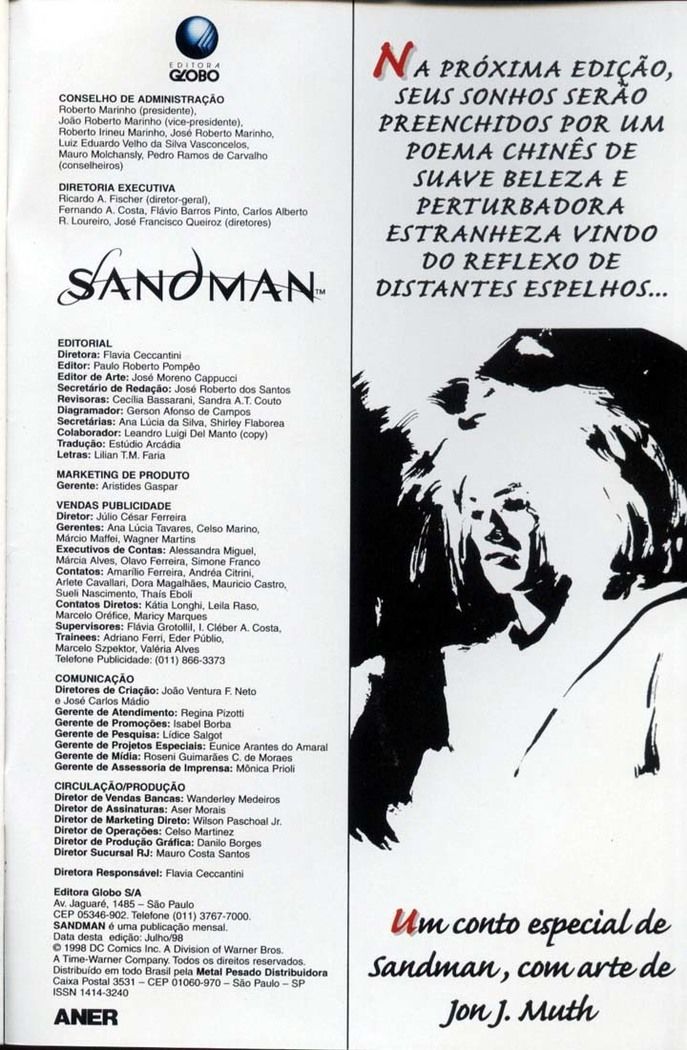 EDITORA
GLOBO
CONSELHO DE ADMINISTRAÇÃO
Roberto Marinho (presidente),
João Roberto Marinho (vice-presidente),
Roberto Irineu Marinho, José Roberto Marinho,
Luiz Eduardo Velho da Silva Vasconcelos,
Mauro Molchansly, Pedro Ramos de Carvalho
(conselheiros)
DIRETORIA EXECUTIVA
Ricardo A. Fischer (diretor-geral),
Fernando A. Costa, Flávio Barros Pinto, Carlos Alberto
R. Loureiro, José Francisco Queiroz (diretores)
SANDMAN™
EDITORIAL
Diretora: Flavia Ceccantini
Editor: Paulo Roberto Pompêo
Editor de Arte: José Moreno Cappucci
Secretário de Redação: José Roberto dos Santos
Revisoras: Cecília Bassarani, Sandra A.T. Couto
Diagramador: Gerson Afonso de Campos
Secretárias: Ana Lúcia da Silva, Shirley Flaborea
Colaborador: Leandro Luigi Del Manto (copy)
Tradução: Estúdio Arcádia
Letras: Lilian T.M. Faria
MARKETING DE PRODUTO
Gerente: Aristides Gaspar
VENDAS PUBLICIDADE
Diretor: Júlio César Ferreira
Gerentes: Ana Lúcia Tavares, Celso Marino,
Márcio Maffei, Wagner Martins
Executivos de Contas: Alessandra Miguel,
Márcia Alves, Olavo Ferreira, Simone Franco
Contatos: Amarílio Ferreira, Andréa Citrini,
Arlete Cavallari, Dora Magalhães, Mauricio Castro,
Sueli Nascimento, Thaís Eboli
Contatos Diretos: Kátia Longhi, Leila Raso,
Marcelo Oréfice, Maricy Marques
Supervisores: Flávia Grotollil, I. Cléber A. Costa,
Trainees: Adriano Ferri, Eder Públio,
Marcelo Szpektor, Valéria Alves
Telefone Publicidade: (011) 866-3373
COMUNICAÇÃO
Diretores de Criação: João Ventura F. Neto
e José Carlos Mádio
Gerente de Atendimento: Regina Pizotti
Gerente de Promoções: Isabel Borba
Gerente de Pesquisa: Lídice Salgot
Gerente de Projetos Especiais: Eunice Arantes do Amaral
Gerente de Mídia: Roseni Guimarães C. de Moraes
Gerente de Assessoria de Imprensa: Mônica Prioli
CIRCULAÇÃO/PRODUÇÃO
Diretor de Vendas Bancas: Wanderley Medeiros
Diretor de Assinaturas: Aser Morais
Diretor de Marketing Direto: Wilson Paschoal Jr.
Diretor de Operações: Celso Martinez
Diretor de Produção Gráfica: Danilo Borges
Diretor Sucursal RJ: Mauro Costa Santos
Diretora Responsável: Flavia Ceccantini
Editora Globo S/A
Av. Jaguaré, 1485 – São Paulo
CEP 05346-902. Telefone (011) 3767-7000.
SANDMAN é uma publicação mensal.
Data desta edição: Julho/98
© 1998 DC Comics Inc. A Division of Warner Bros.
A Time-Warner Company. Todos os direitos reservados.
Distribuído em todo Brasil pela Metal Pesado Distribuidora
Caixa Postal 3531 – CEP 01060-970 – São Paulo – SP
ISSN 1414-3240
ANER
NA PRÓXIMA EDIÇÃO,
SEUS SONHOS SERÃO
PREENCHIDOS POR UM
POEMA CHINÊS DE
SUAVE BELEZA E
PERTURBADORA
ESTRANHEZA VINDO
DO REFLEXO DE
DISTANTES ESPELHOS...
Um conto especial de
Sandman, com arte de
Jon J. Muth